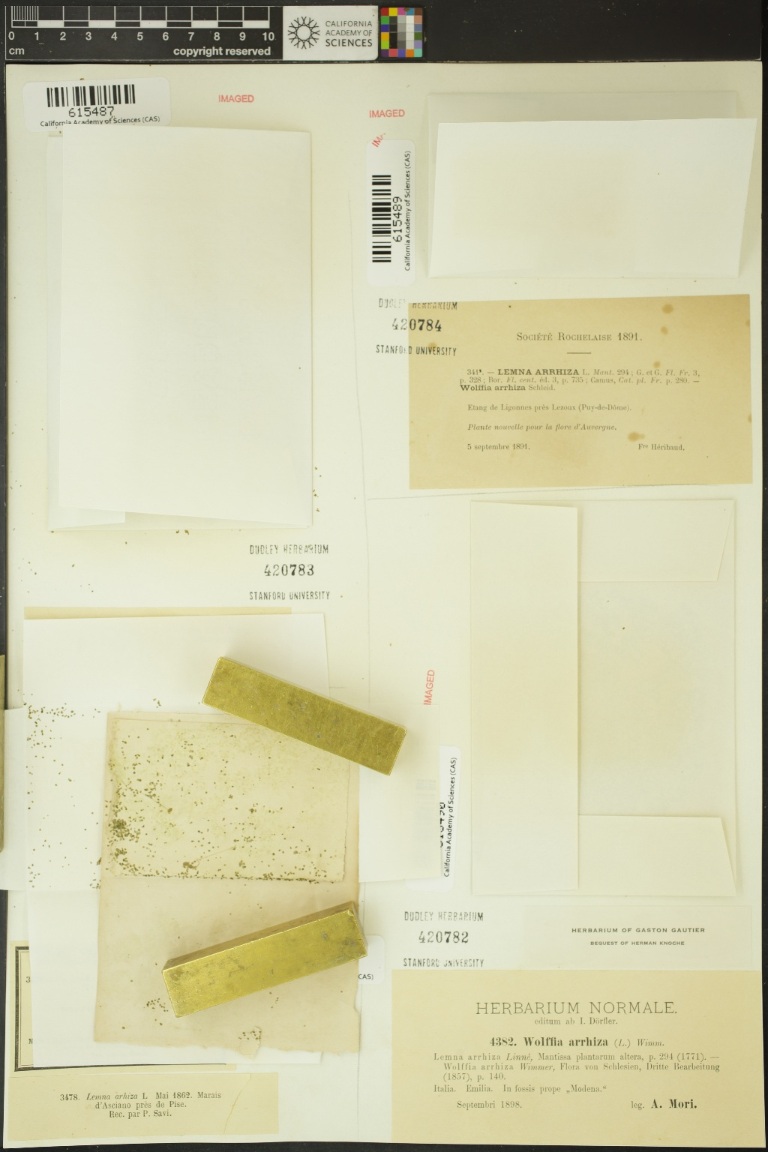 0 1 2 3 4 5 6 7 8 9 10
cm
copyright reserved
CALIFORNIA
ACADEMY OF
SCIENCES
615487
California Academy of Sciences (CAS)
IMAGED
IMAGED
615489
California Academy of Sciences (CAS)
DUDLEY HERBARIUM
420784
STANFORD UNIVERSITY
Société Rochelaise 1891.
— LEMNA ARRHIZA L. Mant. 294 ; G. et G. Fl. Fr. 3,
p. 328 ; Bor. Fl. cent. éd. 3, p. 735 ; Camus, Cat. pl. Fr. p. 280. —
Wolffia arrhiza Schleid.
Etang de Ligonnes près Lezoux (Puy-de-Dôme).
Plante nouvelle pour la flore d'Auvergne.
5 septembre 1891. Fre Héribaud.
DUDLEY HERBARIUM
420783
STANFORD UNIVERSITY
IMAGED
California Academy of Sciences (CAS)
DUDLEY HERBARIUM
420782
STANFORD UNIVERSITY
HERBARIUM OF GASTON GAUTIER
BEQUEST OF HERMAN KNOCHE
(CAS)
HERBARIUM NORMALE.
editum ab I. Dörfler.
4382. Wolffia arrhiza (L.) Wimm.
Lemna arrhiza Linné, Mantissa plantarum altera, p. 294 (1771). —
Wolffia arrhiza Wimmer, Flora von Schlesien, Dritte Bearbeitung
(1857), p. 140.
Italia. Emilia. In fossis prope „Modena."
Septembri 1898. leg. A. Mori.
3478. Lemna arhiza L. Mai 1862. Marais
d'Asciano près de Pise.
Rec. par P. Savi.